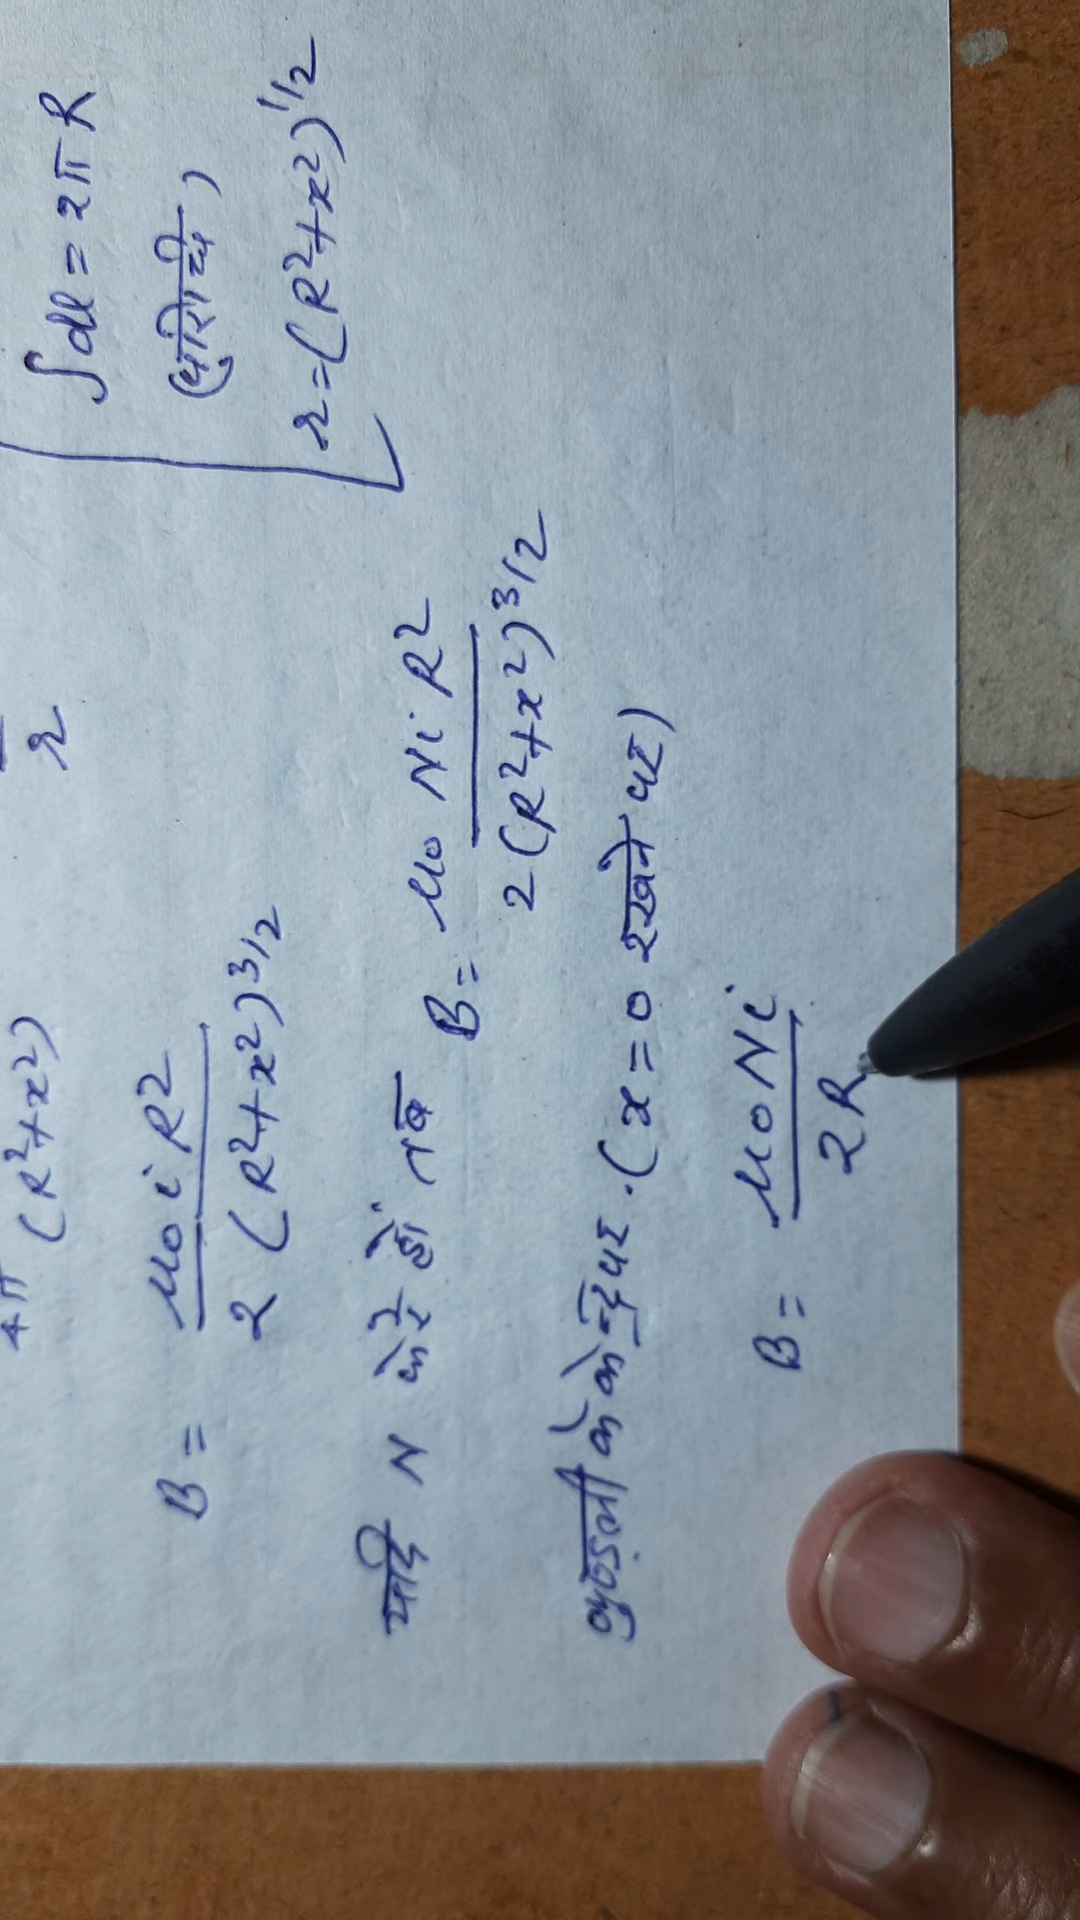 4π (R²+x²) r
∫dl = 2πR
(परिधि)
r=(R²+x²)^1/2
B = μ₀ i R² / 2 (R²+x²)^3/2
यदि N फेरे हों तब B = μ₀ N i R² / 2 (R²+x²)^3/2
कुण्डली के केन्द्र पर. (x = 0 रखने पर)
B = μ₀ N i / 2R